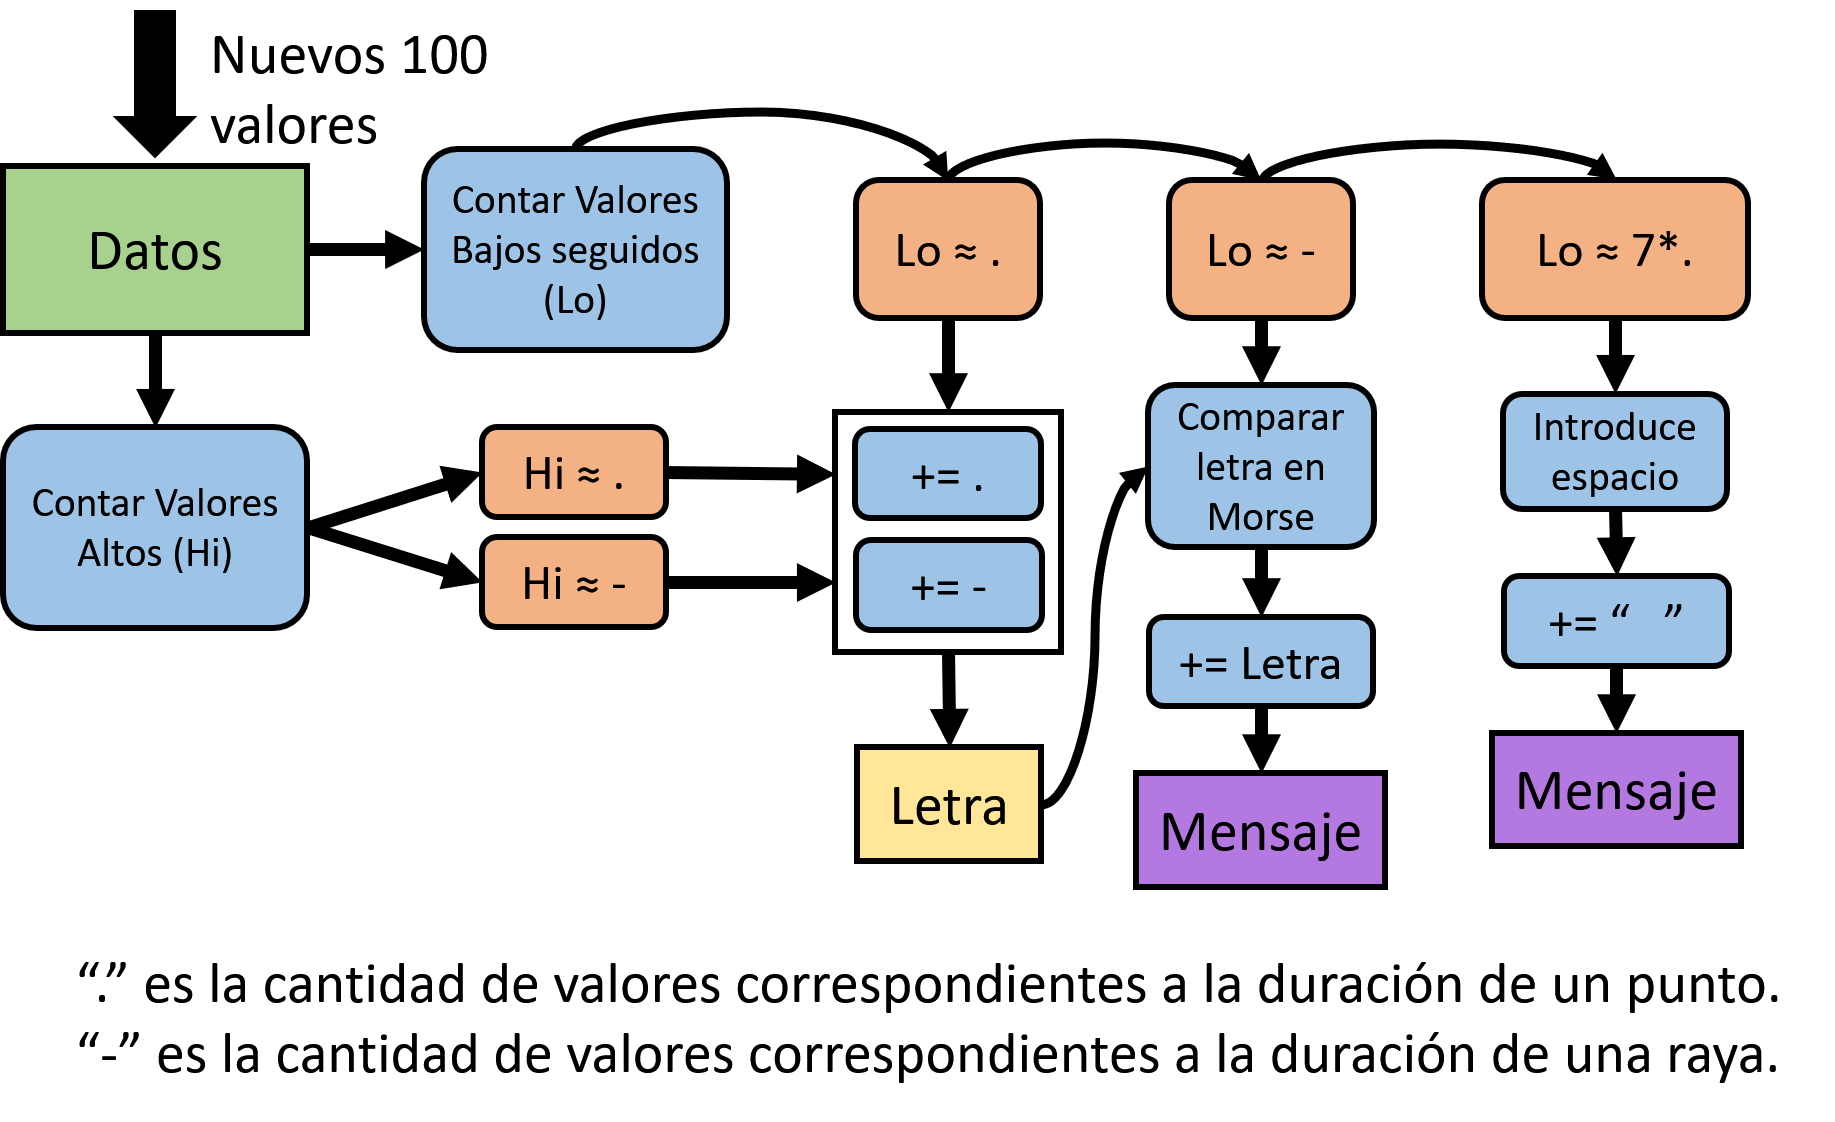 Nuevos 100
valores
Datos
Contar Valores
Bajos seguidos
(Lo)
Lo ≈ .
Lo ≈ -
Lo ≈ 7*.
Contar Valores
Altos (Hi)
Hi ≈ .
Hi ≈ -
+= .
+= -
Letra
Comparar
letra en
Morse
+= Letra
Mensaje
Introduce
espacio
+= “ ”
Mensaje
“.” es la cantidad de valores correspondientes a la duración de un punto.
“-” es la cantidad de valores correspondientes a la duración de una raya.